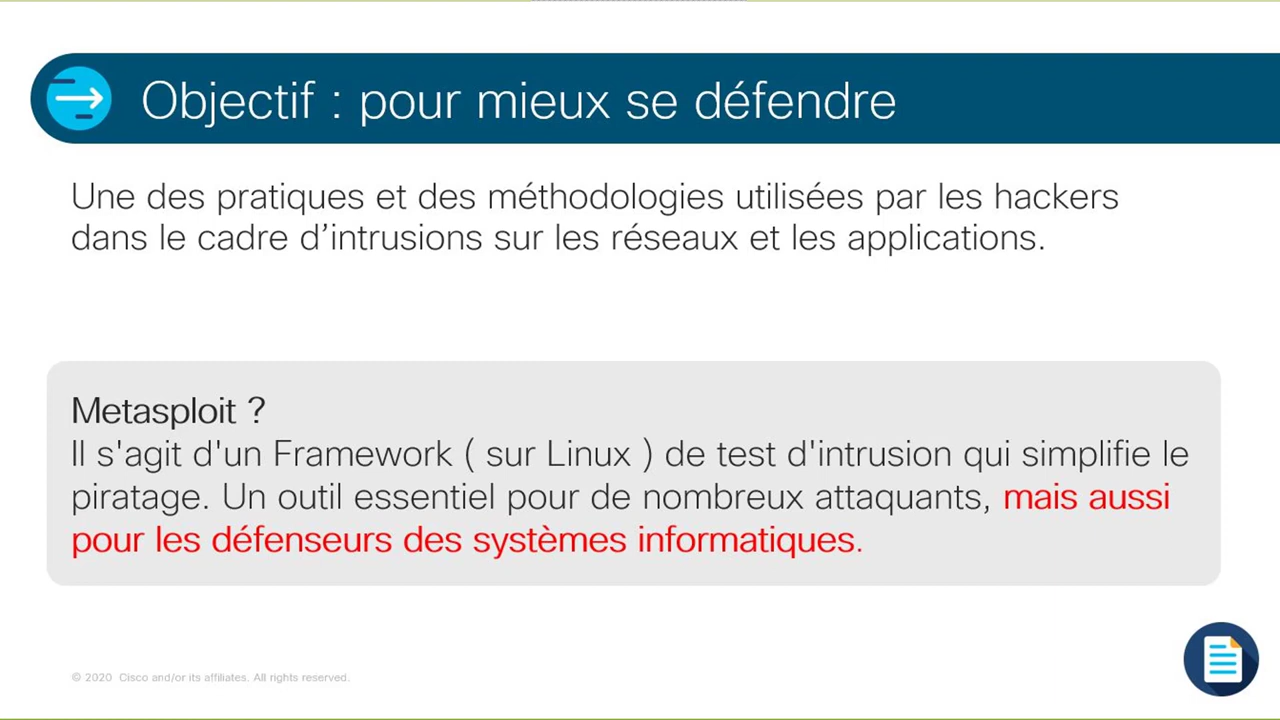 Objectif : pour mieux se défendre
Une des pratiques et des méthodologies utilisées par les hackers
dans le cadre d’intrusions sur les réseaux et les applications.
Metasploit ?
Il s'agit d'un Framework ( sur Linux ) de test d'intrusion qui simplifie le
piratage. Un outil essentiel pour de nombreux attaquants, mais aussi
pour les défenseurs des systèmes informatiques.
© 2020 Cisco and/or its affiliates. All rights reserved.